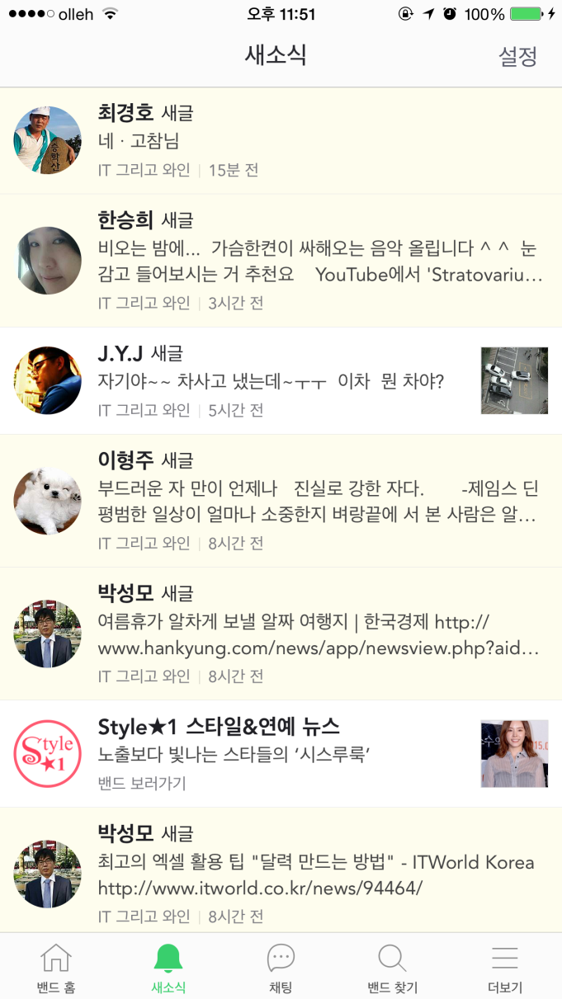 olleh 오후 11:51 100%
새소식 설정
최경호 새글
네 · 고참님
IT 그리고 와인 | 15분 전
승학산
한승희 새글
비오는 밤에... 가슴한켠이 싸해오는 음악 올립니다 ^ ^ 눈
감고 들어보시는 거 추천요 YouTube에서 'Stratovariu...
IT 그리고 와인 | 3시간 전
J.Y.J 새글
자기야~~ 차사고 냈는데~ㅜㅜ 이차 뭔 차야?
IT 그리고 와인 | 5시간 전
이형주 새글
부드러운 자 만이 언제나 진실로 강한 자다. -제임스 딘
평범한 일상이 얼마나 소중한지 벼랑끝에 서 본 사람은 알...
IT 그리고 와인 | 8시간 전
박성모 새글
여름휴가 알차게 보낼 알짜 여행지 | 한국경제 http://
www.hankyung.com/news/app/newsview.php?aid...
IT 그리고 와인 | 8시간 전
Style★1 스타일&연예 뉴스
노출보다 빛나는 스타들의 ‘시스루룩’
밴드 보러가기
Style
★1
박성모 새글
최고의 엑셀 활용 팁 "달력 만드는 방법" - ITWorld Korea
http://www.itworld.co.kr/news/94464/
IT 그리고 와인 | 8시간 전
밴드 홈 새소식 채팅 밴드 찾기 더보기